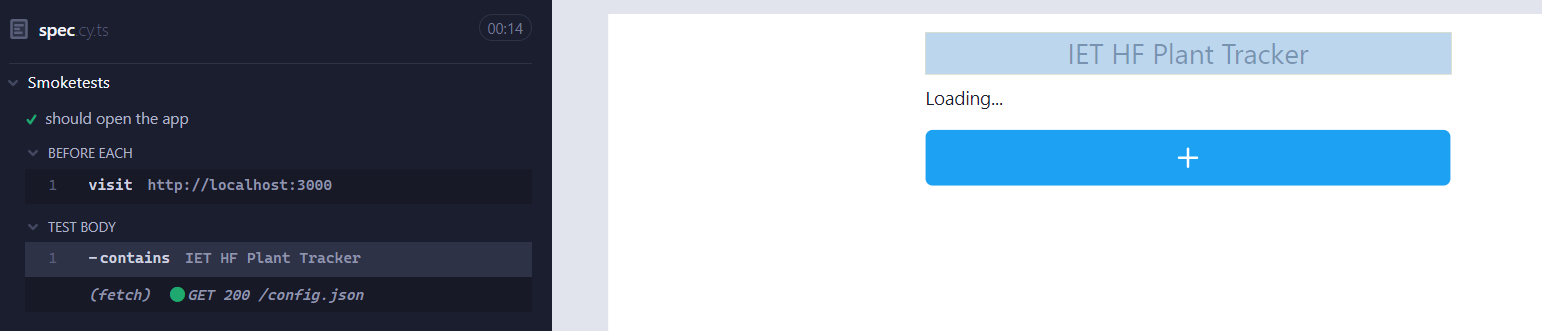 spec.cy.ts
00:14
Smoketests
should open the app
BEFORE EACH
1 visit http://localhost:3000
TEST BODY
1 -contains IET HF Plant Tracker
(fetch) GET 200 /config.json
IET HF Plant Tracker
Loading...
+